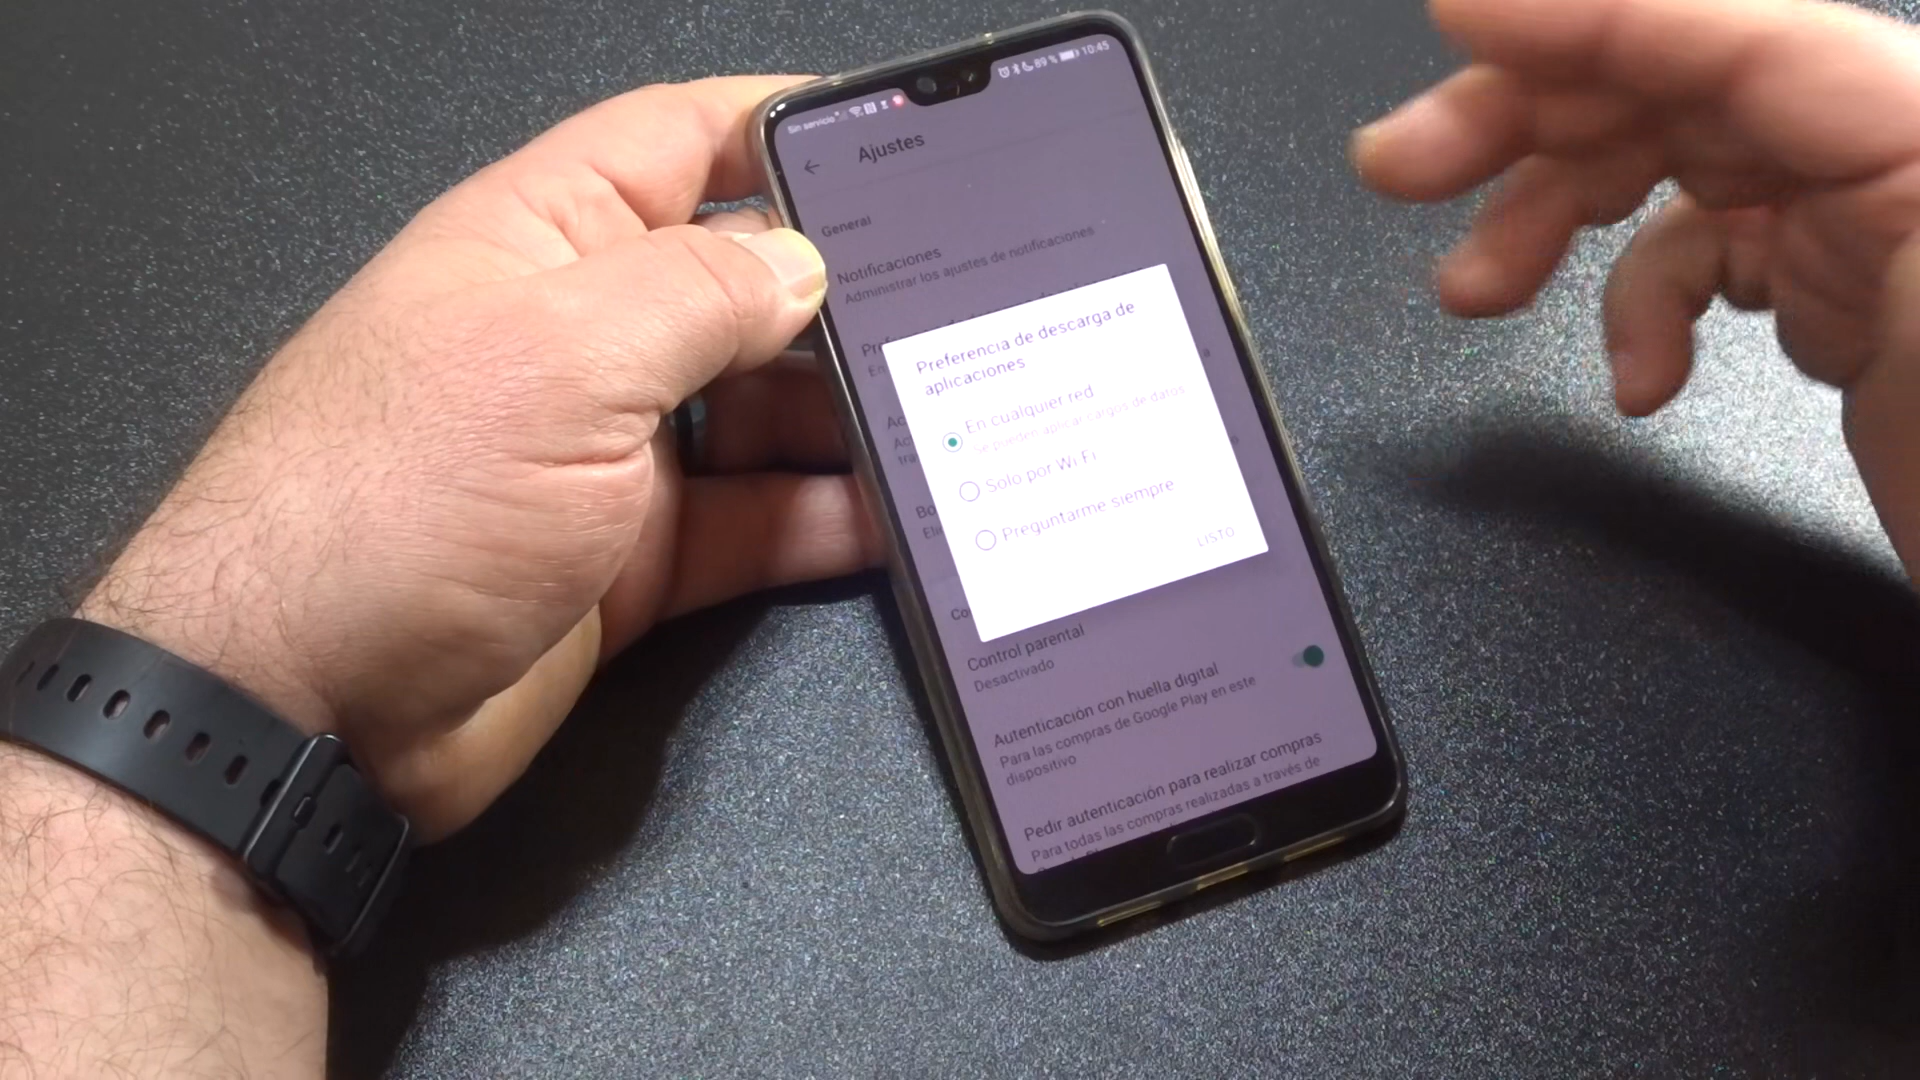 Sin servicio 89 % 10:45
Ajustes
General
Notificaciones
Administrar los ajustes de notificaciones
Preferencia de descarga de
aplicaciones
En cualquier red
Se pueden aplicar cargos de datos
Solo por Wi Fi
Preguntarme siempre
LISTO
Control parental
Desactivado
Autenticación con huella digital
Para las compras de Google Play en este
dispositivo
Pedir autenticación para realizar compras
Para todas las compras realizadas a través de